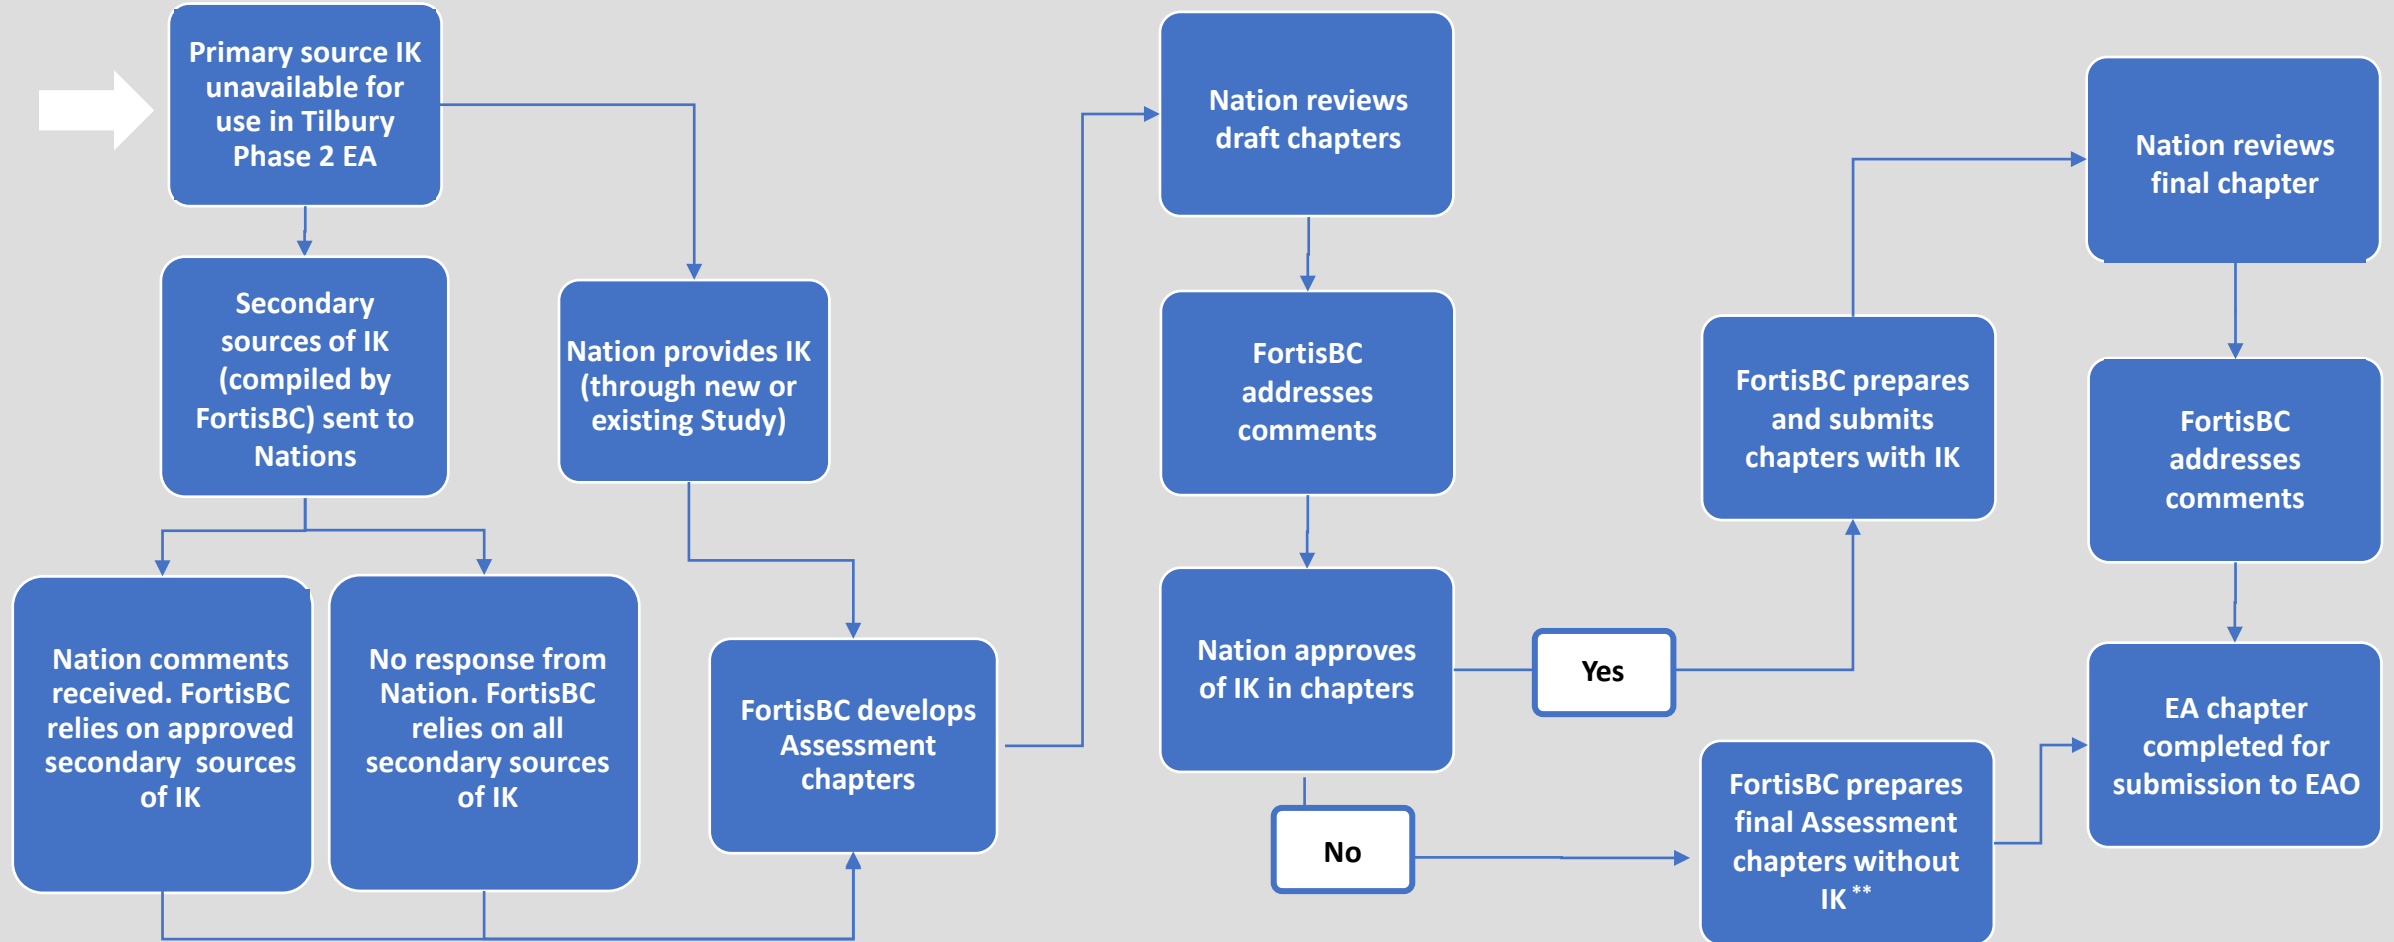 Primary source IK
unavailable for
use in Tilbury
Phase 2 EA
Secondary
sources of IK
(compiled by
FortisBC) sent to
Nations
Nation provides IK
(through new or
existing Study)
Nation comments
received. FortisBC
relies on approved
secondary sources
of IK
No response from
Nation. FortisBC
relies on all
secondary sources
of IK
FortisBC develops
Assessment
chapters
Nation reviews
draft chapters
FortisBC
addresses
comments
Nation approves
of IK in chapters
Yes
No
FortisBC prepares
and submits
chapters with IK
FortisBC prepares
final Assessment
chapters without
IK **
Nation reviews
final chapter
FortisBC
addresses
comments
EA chapter
completed for
submission to EAO